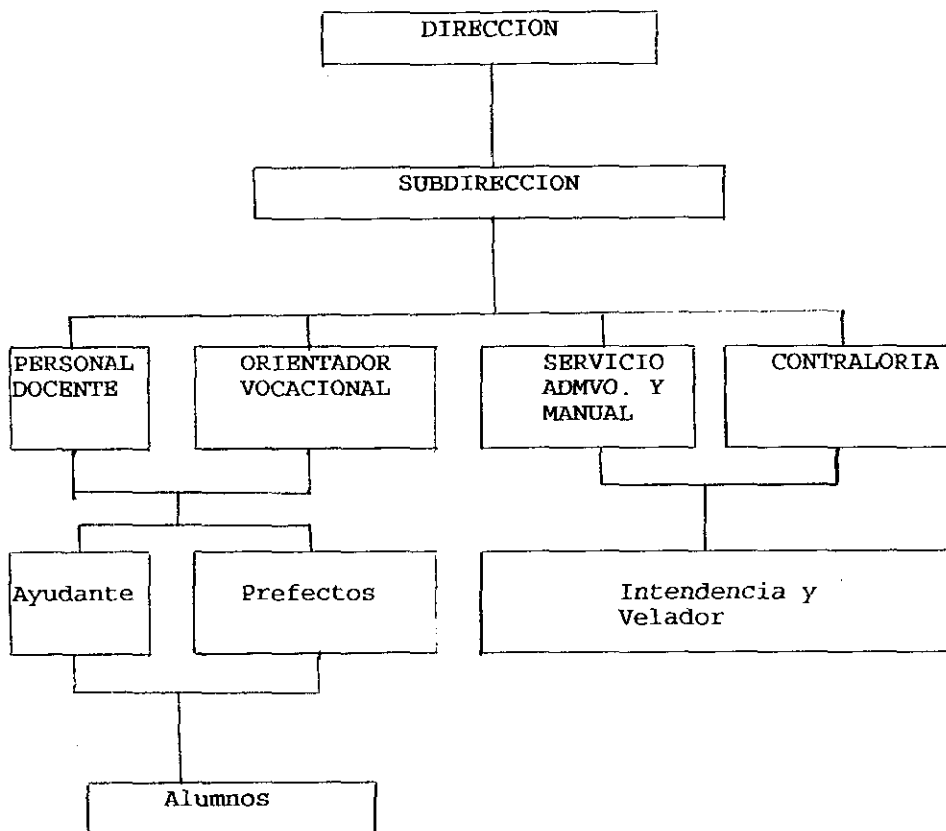 DIRECCION
SUBDIRECCION
PERSONAL
DOCENTE
ORIENTADOR
VOCACIONAL
SERVICIO
ADMVO. Y
MANUAL
CONTRALORIA
Ayudante
Prefectos
Intendencia y
Velador
Alumnos